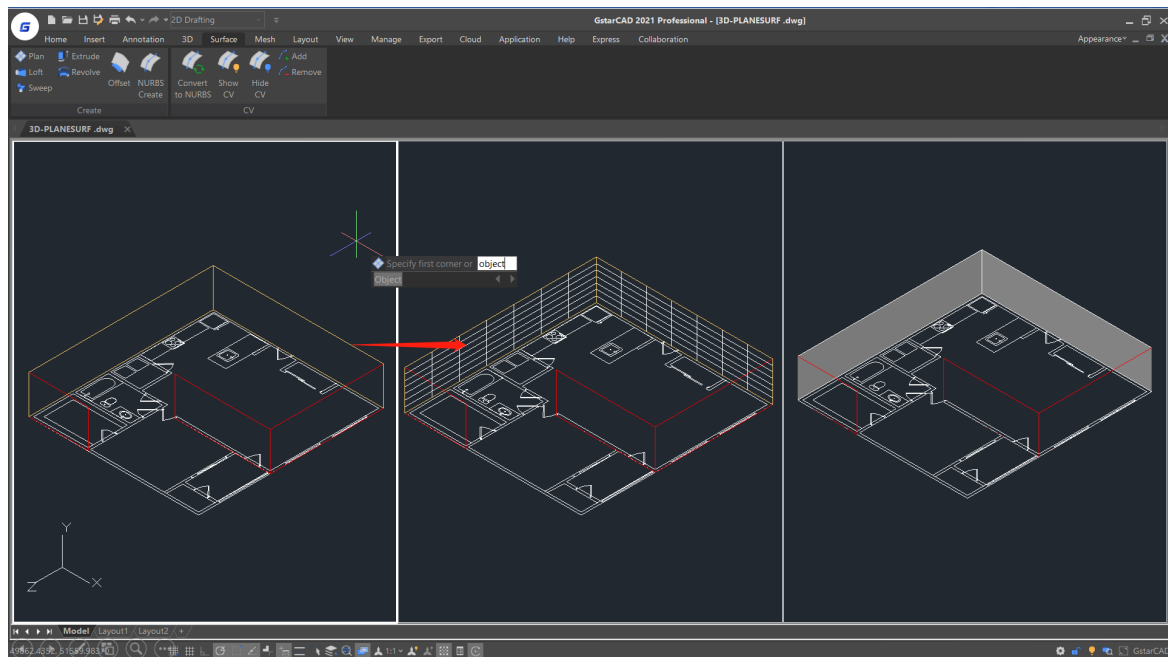 G 2D Drafting GstarCAD 2021 Professional - [3D-PLANESURF .dwg]
Home Insert Annotation 3D Surface Mesh Layout View Manage Export Cloud Application Help Express Collaboration Appearance
Plan Extrude Add
Loft Revolve Remove
Sweep Offset NURBS Create Convert to NURBS Show CV Hide CV
Create CV
3D-PLANESURF .dwg
Specify first corner or object
Object
Y
X
Z
Model Layout1 Layout2 +
1:1 GstarCAD